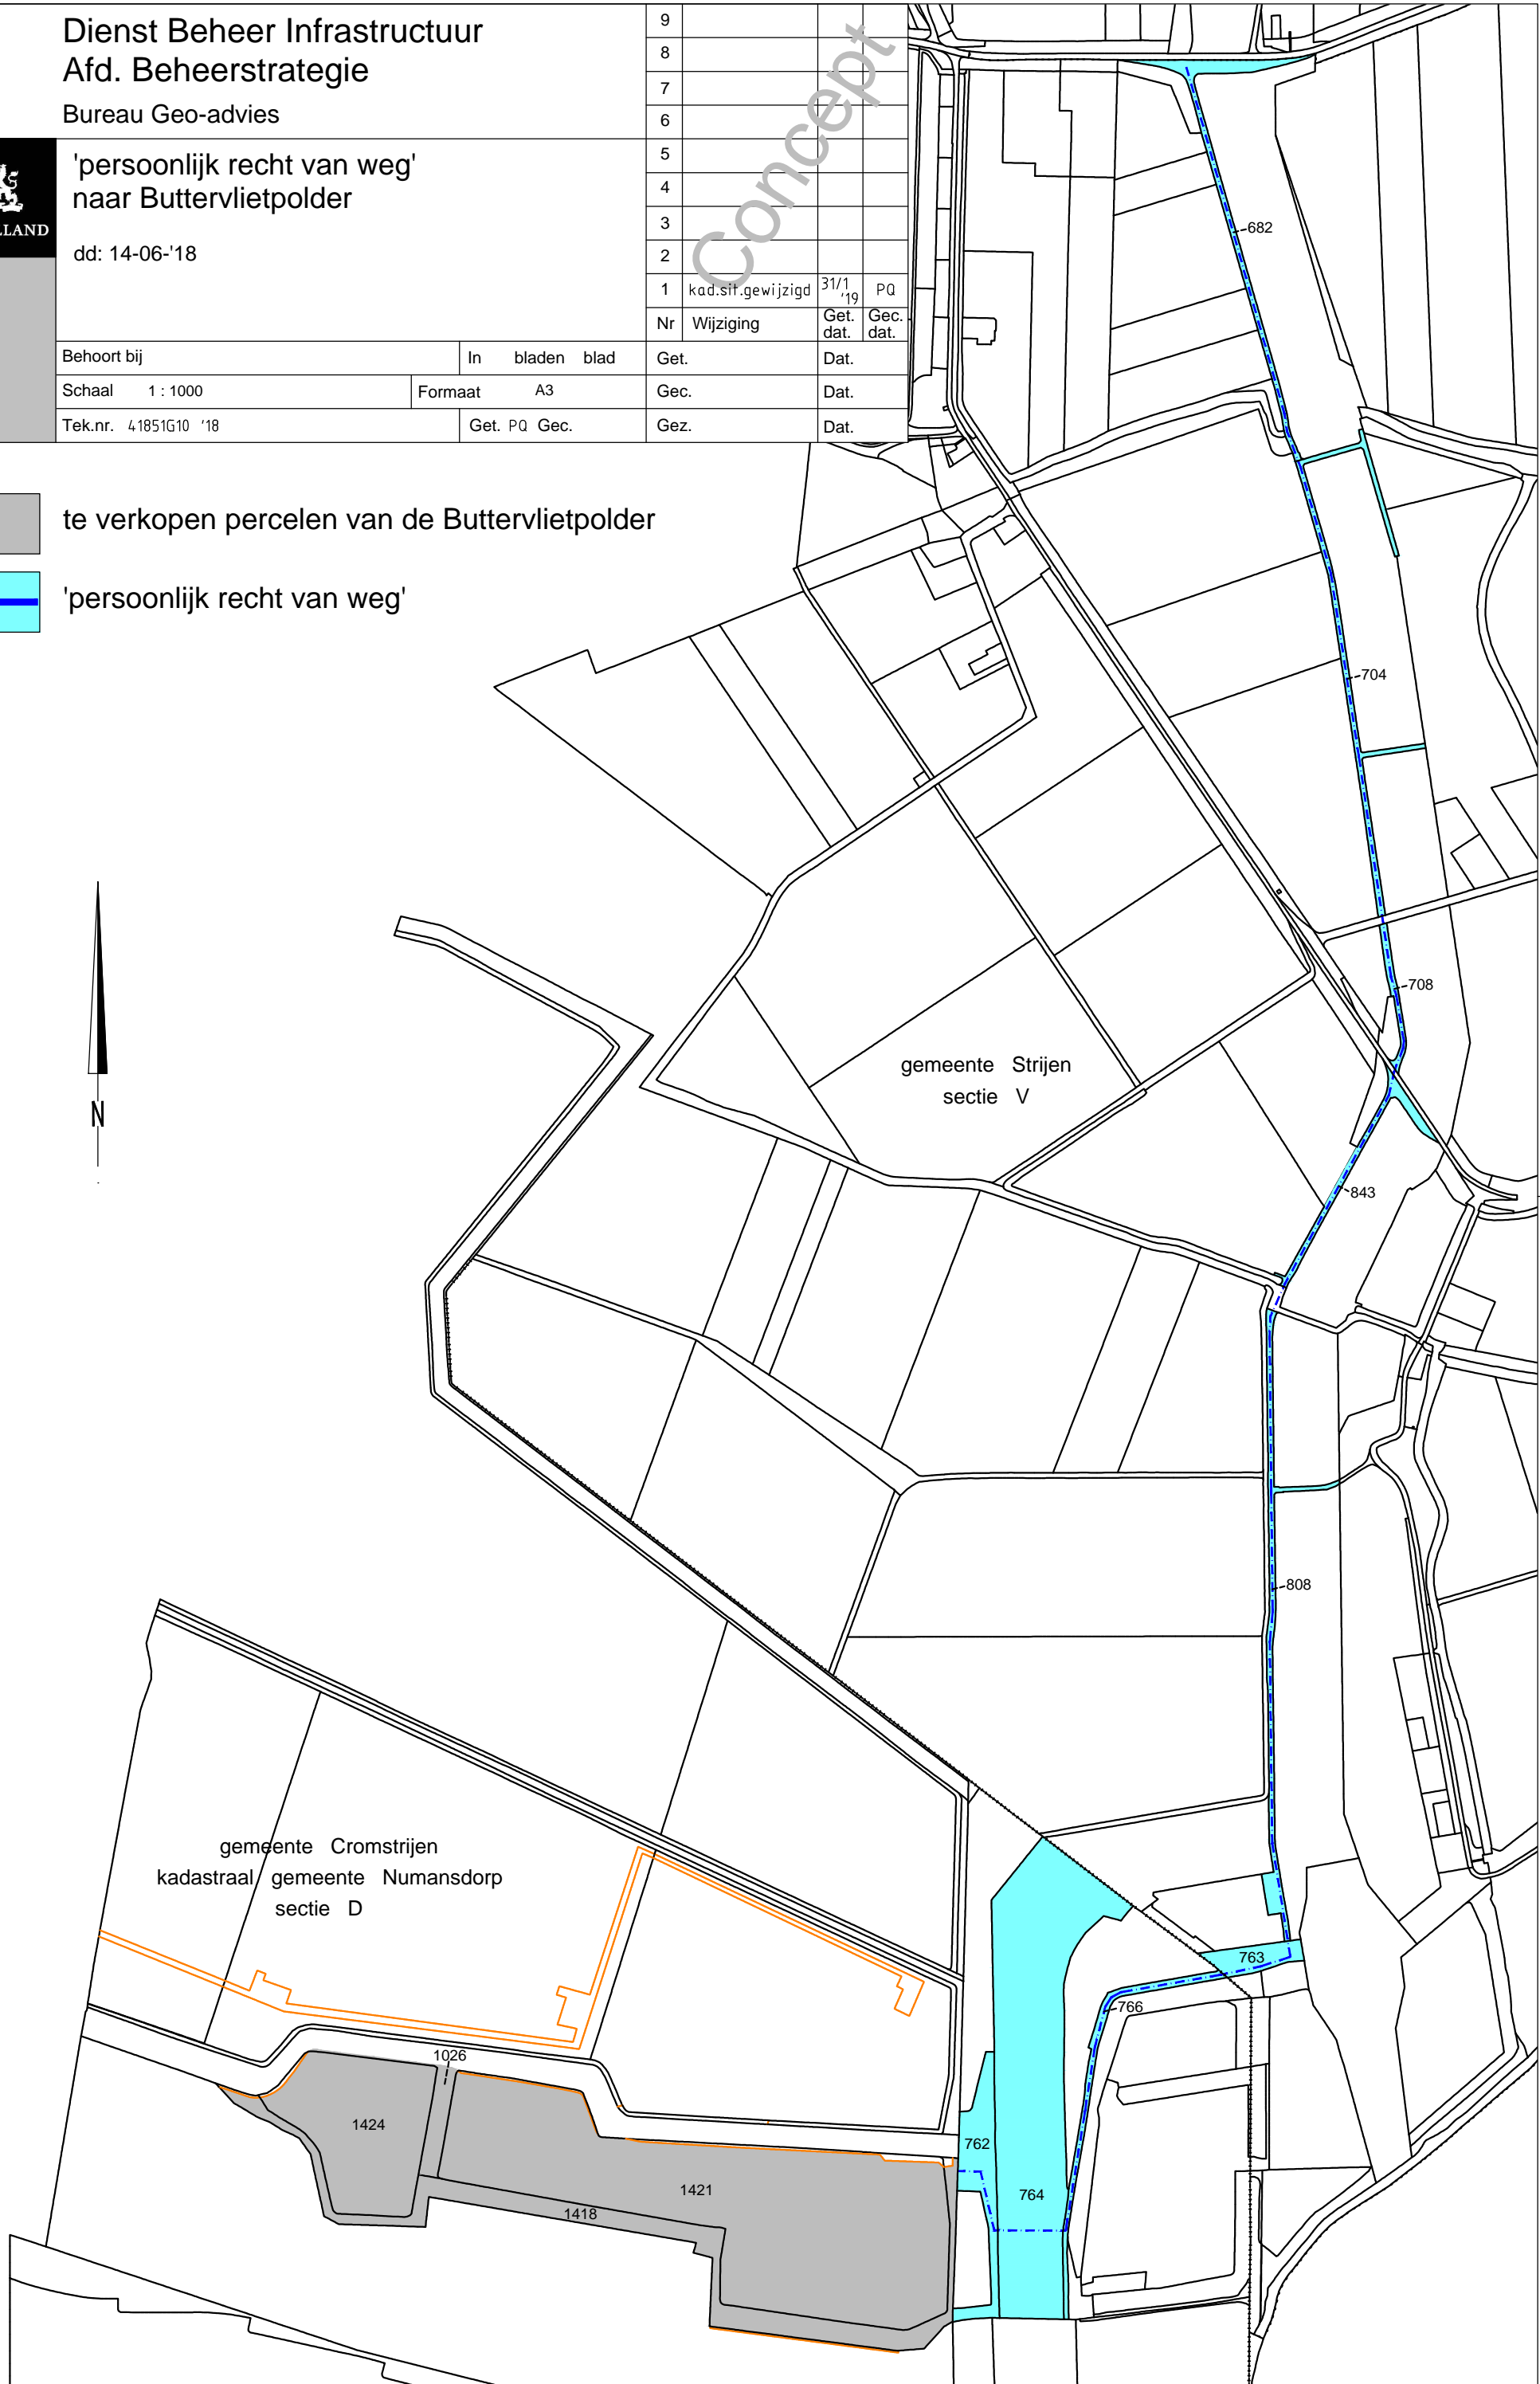 Dienst Beheer Infrastructuur
Afd. Beheerstrategie
Bureau Geo-advies
LLAND
'persoonlijk recht van weg'
naar Buttervlietpolder
dd: 14-06-'18
9
8
7
6
5
4
3
2
1 kad.sit.gewijzigd 31/1 '19 PQ
Nr Wijziging Get. dat. Gec. dat.
Concept
Behoort bij In bladen blad Get. Dat.
Schaal 1 : 1000 Formaat A3 Gec. Dat.
Tek.nr. 41851G10 '18 Get. PQ Gec. Gez. Dat.
te verkopen percelen van de Buttervlietpolder
'persoonlijk recht van weg'
N
682
704
708
gemeente Strijen
sectie V
843
808
gemeente Cromstrijen
kadastraal gemeente Numansdorp
sectie D
763
766
1026
1424
762
1421
764
1418